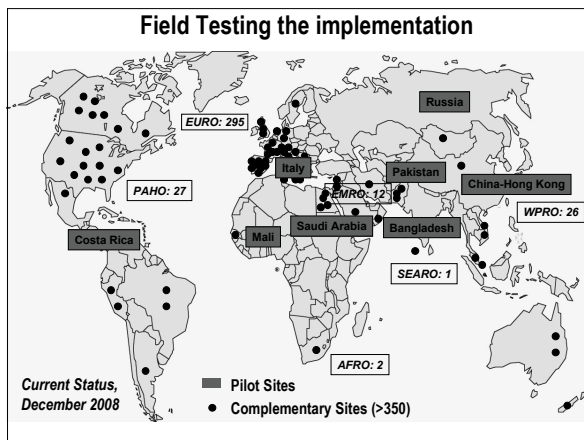 Field Testing the implementation
Russia
EURO: 295
Italy
Pakistan
PAHO: 27
EMRO: 12
China-Hong Kong
WPRO: 26
Costa Rica
Mali
Saudi Arabia
Bangladesh
SEARO: 1
AFRO: 2
Current Status,
December 2008
Pilot Sites
Complementary Sites (>350)